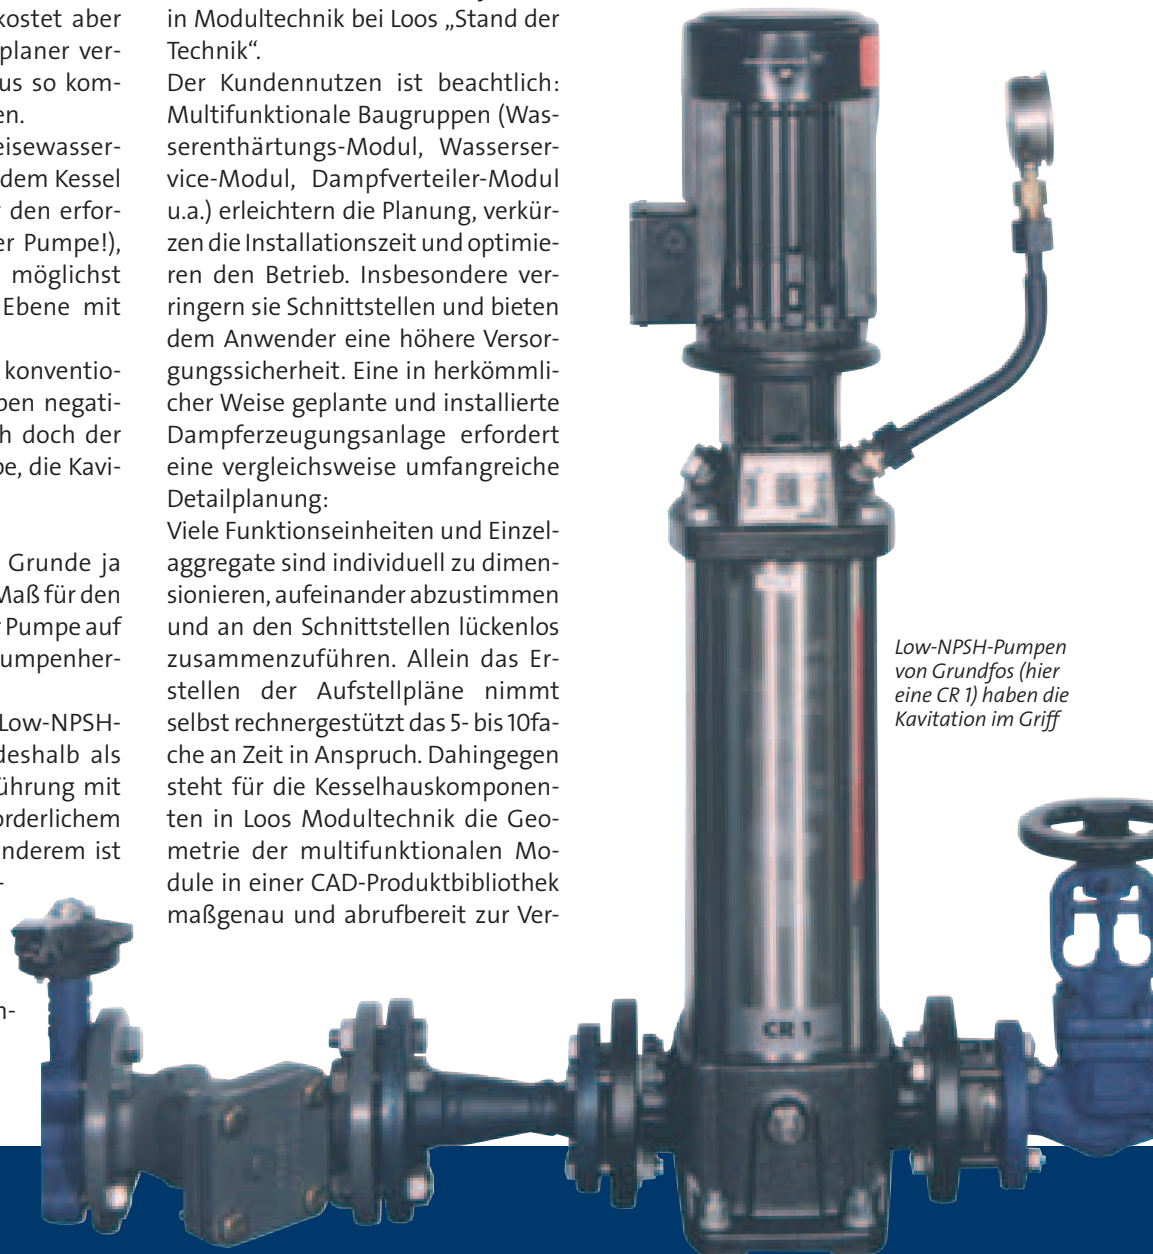 kostet aber
planer ver-
us so kom-
en.
eisewasser-
dem Kessel
den erfor-
er Pumpe!),
möglichst
Ebene mit
konventio-
ben negati-
h doch der
be, die Kavi-
Grunde ja
Maß für den
Pumpe auf
umpenher-
Low-NPSH-
deshalb als
ührung mit
orderlichem
nderem ist
-
n-
in Modultechnik bei Loos „Stand der
Technik“.
Der Kundennutzen ist beachtlich:
Multifunktionale Baugruppen (Was-
serenthärtungs-Modul, Wasserser-
vice-Modul, Dampfverteiler-Modul
u.a.) erleichtern die Planung, verkür-
zen die Installationszeit und optimie-
ren den Betrieb. Insbesondere ver-
ringern sie Schnittstellen und bieten
dem Anwender eine höhere Versor-
gungssicherheit. Eine in herkömmli-
cher Weise geplante und installierte
Dampferzeugungsanlage erfordert
eine vergleichsweise umfangreiche
Detailplanung:
Viele Funktionseinheiten und Einzel-
aggregate sind individuell zu dimen-
sionieren, aufeinander abzustimmen
und an den Schnittstellen lückenlos
zusammenzuführen. Allein das Er-
stellen der Aufstellpläne nimmt
selbst rechnergestützt das 5- bis 10fa-
che an Zeit in Anspruch. Dahingegen
steht für die Kesselhauskomponen-
ten in Loos Modultechnik die Geo-
metrie der multifunktionalen Mo-
dule in einer CAD-Produktbibliothek
maßgenau und abrufbereit zur Ver-
Low-NPSH-Pumpen
von Grundfos (hier
eine CR 1) haben die
Kavitation im Griff
CR 1